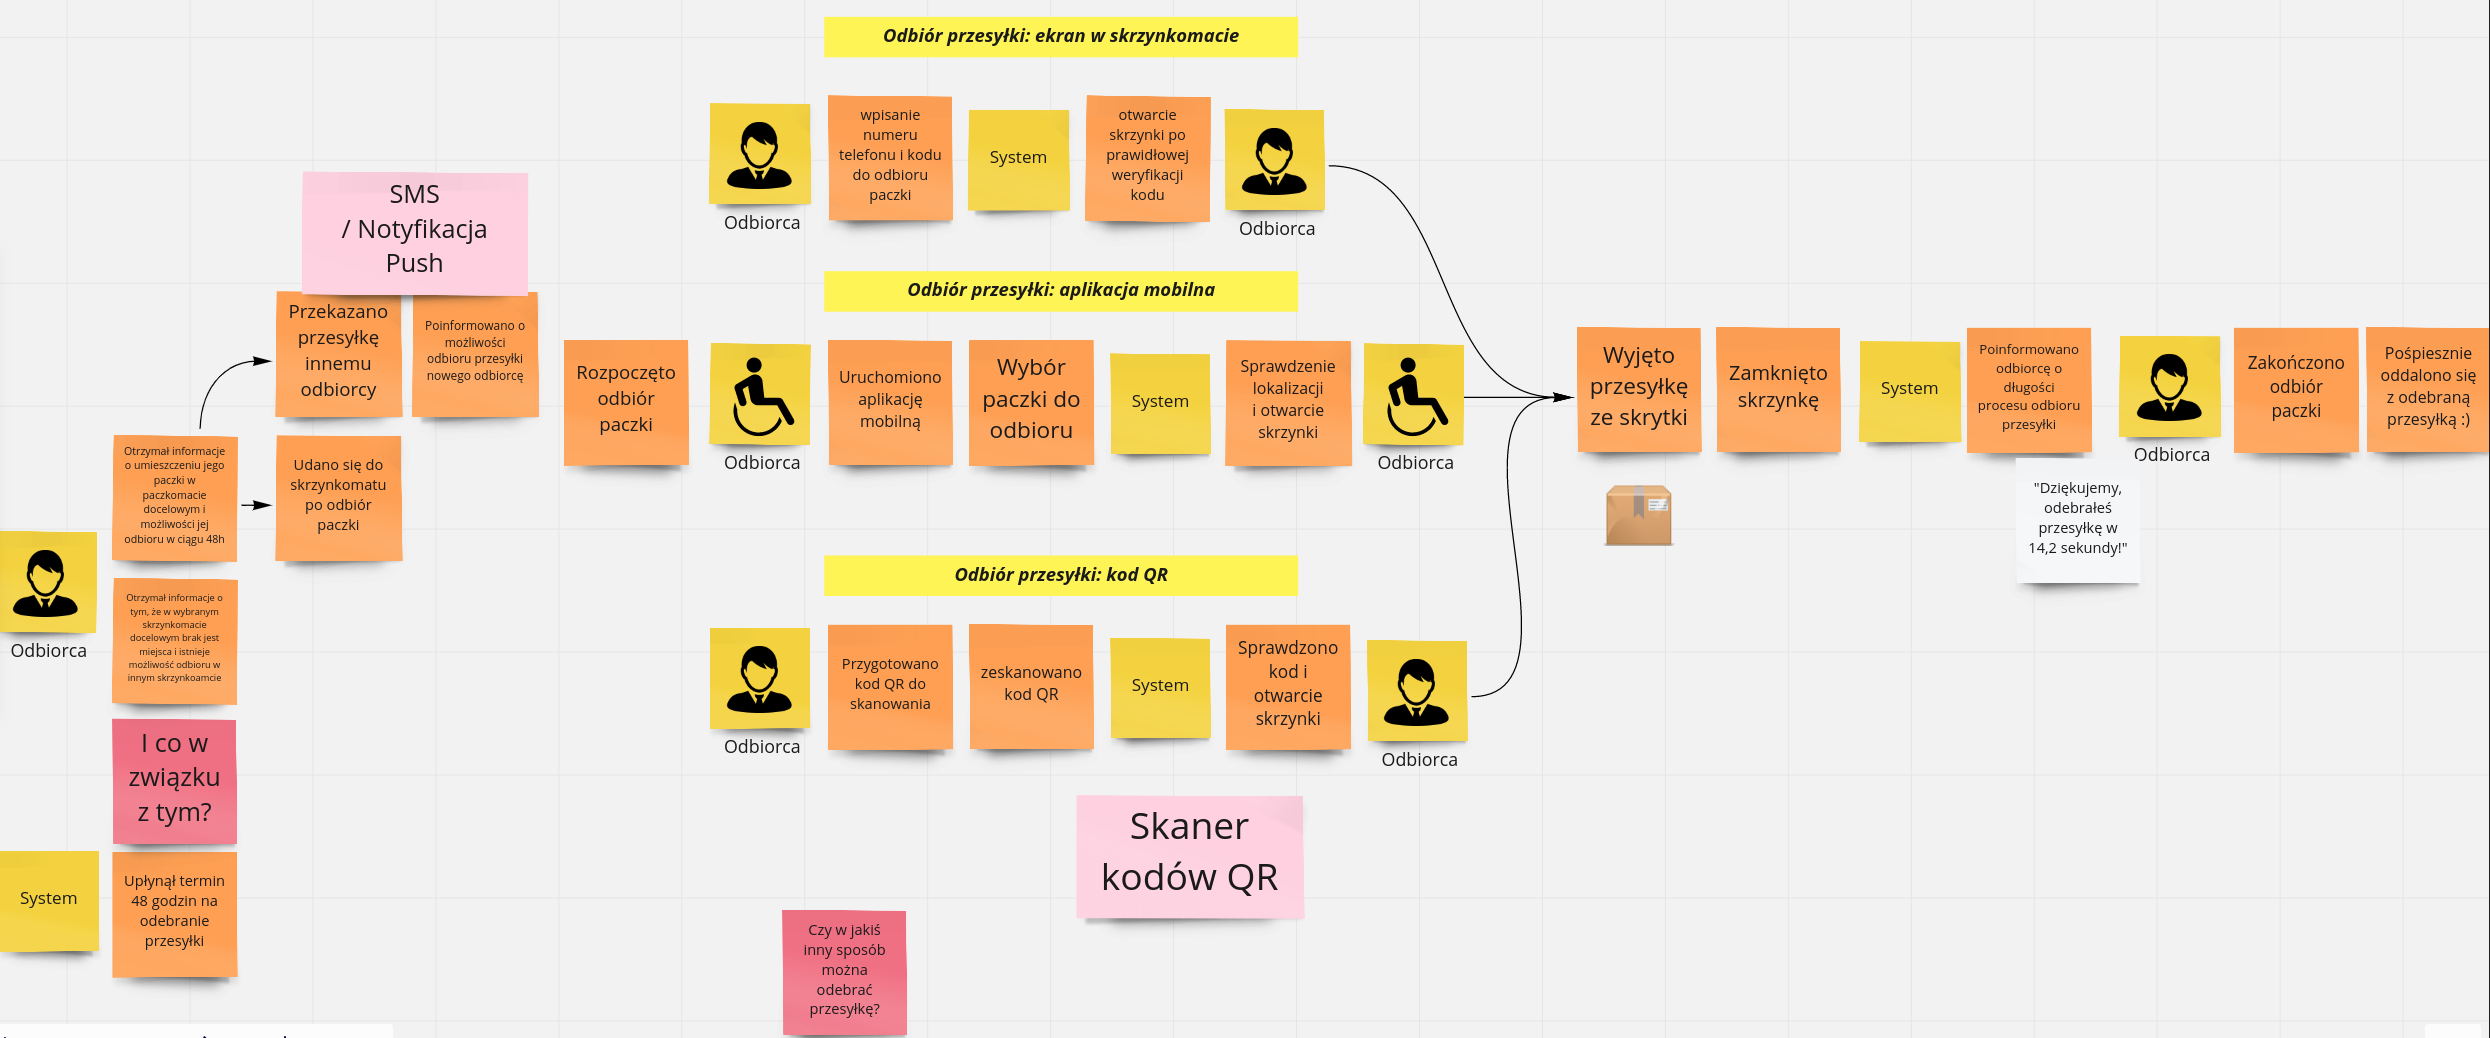 Odbiór przesyłki: ekran w skrzynkomacie
Odbiorca
wpisanie
numeru
telefonu i kodu
do odbioru
paczki
System
otwarcie
skrzynki po
prawidłowej
weryfikacji
kodu
Odbiorca
SMS
/ Notyfikacja
Push
Przekazano
przesyłkę
innemu
odbiorcy
Poinformowano o
możliwości
odbioru przesyłki
nowego odbiorcę
Otrzymał informacje
o umieszczeniu jego
paczki w
paczkomacie
docelowym i
możliwości jej
odbioru w ciągu 48h
Udano się do
skrzynkomatu
po odbiór
paczki
Odbiorca
Otrzymał informacje o
tym, że w wybranym
skrzynkomacie
docelowym brak jest
miejsca i istnieje
możliwość odbioru w
innym skrzynkoamcie
I co w
związku
z tym?
System
Upłynął termin
48 godzin na
odebranie
przesyłki
Rozpoczęto
odbiór
paczki
Odbiór przesyłki: aplikacja mobilna
Odbiorca
Uruchomiono
aplikację
mobilną
Wybór
paczki do
odbioru
System
Sprawdzenie
lokalizacji
i otwarcie
skrzynki
Odbiorca
Odbiór przesyłki: kod QR
Odbiorca
Przygotowano
kod QR do
skanowania
zeskanowano
kod QR
System
Sprawdzono
kod i
otwarcie
skrzynki
Odbiorca
Skaner
kodów QR
Czy w jakiś
inny sposób
można
odebrać
przesyłkę?
Wyjęto
przesyłkę
ze skrytki
Zamknięto
skrzynkę
System
Poinformowano
odbiorcę o
długości
procesu odbioru
przesyłki
"Dziękujemy,
odebrałeś
przesyłkę w
14,2 sekundy!"
Odbiorca
Zakończono
odbiór
paczki
Pośpiesznie
oddalono się
z odebraną
przesyłką :)